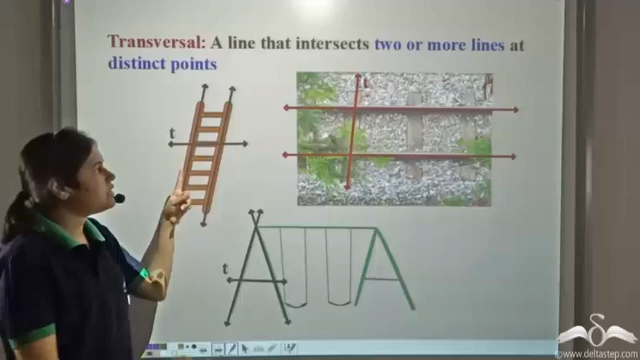 Transversal: A line that intersects two or more lines at
distinct points
t
t
t
©www.deltastep.com